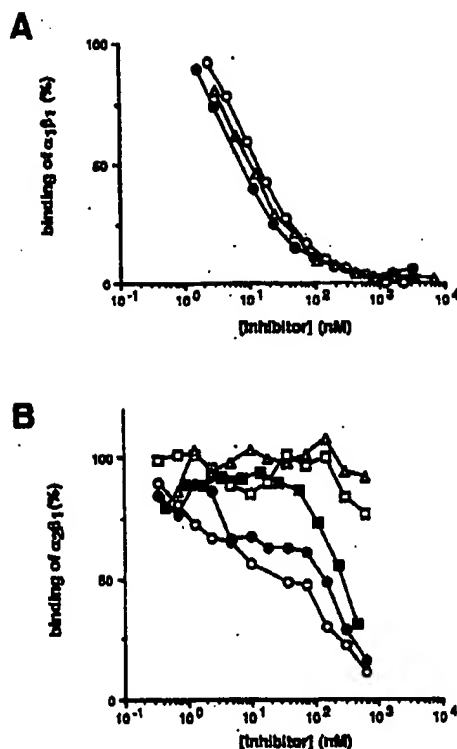 A
binding of α1β1 (%)
100
50
0
10-1 100 101 102 103 104
[Inhibitor] (nM)
B
binding of α2β1(%)
100
50
0
10-1 100 101 102 103 104
[Inhibitor] (nM)